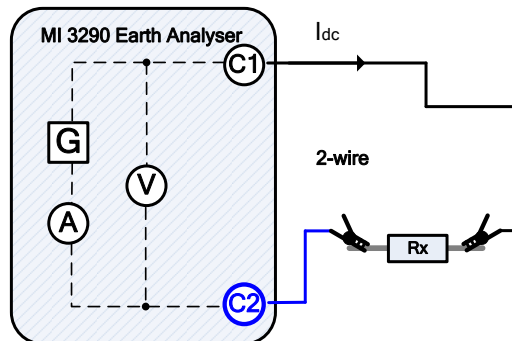 MI 3290 Earth Analyser
C1
Idc
G
2-wire
V
A
Rx
C2